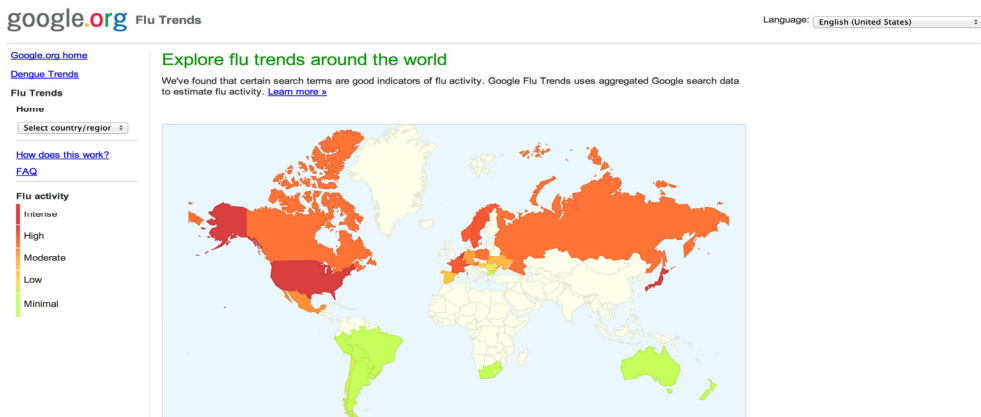 google.org Flu Trends
Language: English (United States)
Google.org home
Dengue Trends
Flu Trends
Home
Select country/region
How does this work?
FAQ
Flu activity
Intense
High
Moderate
Low
Minimal
Explore flu trends around the world
We've found that certain search terms are good indicators of flu activity. Google Flu Trends uses aggregated Google search data
to estimate flu activity. Learn more »